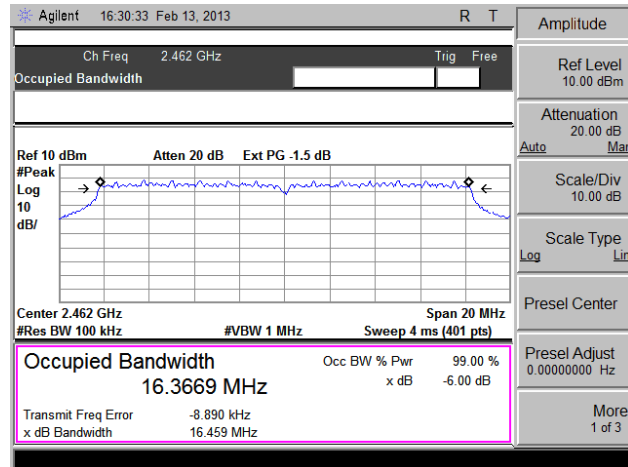 Agilent 16:30:33 Feb 13, 2013 R T
Ch Freq 2.462 GHz Trig Free
Occupied Bandwidth
Ref 10 dBm Atten 20 dB Ext PG -1.5 dB
#Peak
Log
10
dB/
Center 2.462 GHz Span 20 MHz
#Res BW 100 kHz #VBW 1 MHz Sweep 4 ms (401 pts)
Occupied Bandwidth Occ BW % Pwr 99.00 %
16.3669 MHz x dB -6.00 dB
Transmit Freq Error -8.890 kHz
x dB Bandwidth 16.459 MHz
Amplitude
Ref Level
10.00 dBm
Attenuation
20.00 dB
Auto Man
Scale/Div
10.00 dB
Scale Type
Log Lin
Presel Center
Presel Adjust
0.00000000 Hz
More
1 of 3